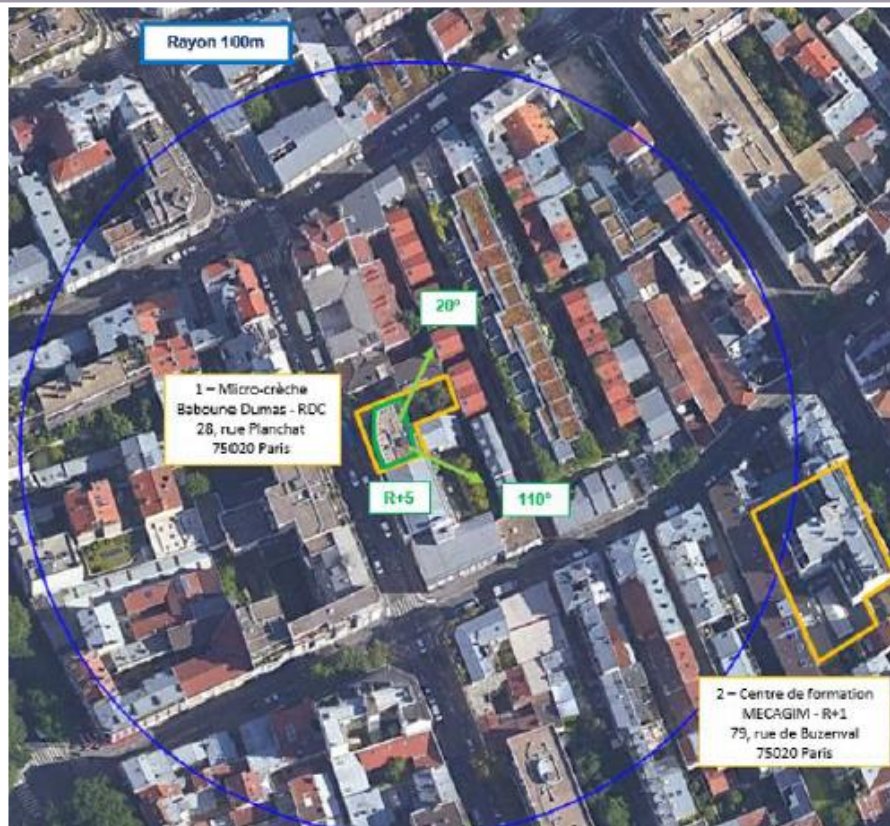 Rayon 100m
20°
1 – Micro-crèche
Baboune Dumas - RDC
28, rue Planchat
75020 Paris
R+5
110°
2 – Centre de formation
MECAGIM - R+1
79, rue de Buzenval
75020 Paris